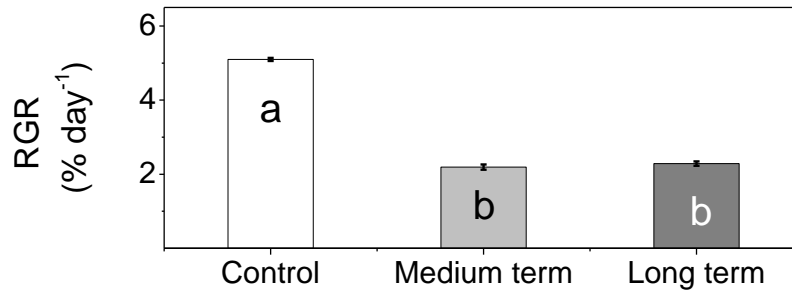 RGR
(% day⁻¹)
6
4
2
a
b
b
Control Medium term Long term